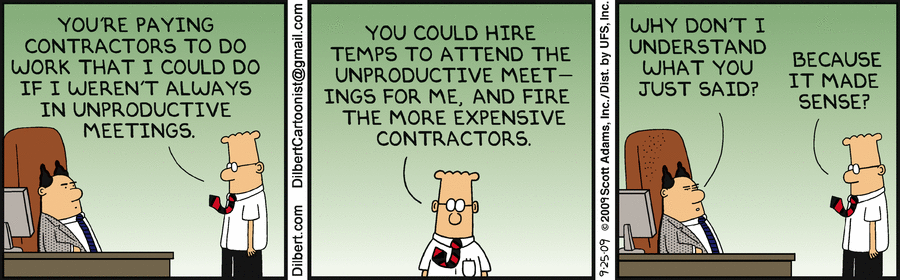 YOU'RE PAYING
CONTRACTORS TO DO
WORK THAT I COULD DO
IF I WEREN'T ALWAYS
IN UNPRODUCTIVE
MEETINGS.
Dilbert.com DilbertCartoonist@gmail.com
YOU COULD HIRE
TEMPS TO ATTEND THE
UNPRODUCTIVE MEET–
INGS FOR ME, AND FIRE
THE MORE EXPENSIVE
CONTRACTORS.
9-25-09 ©2009 Scott Adams, Inc./Dist. by UFS, Inc.
WHY DON'T I
UNDERSTAND
WHAT YOU
JUST SAID?
BECAUSE
IT MADE
SENSE?